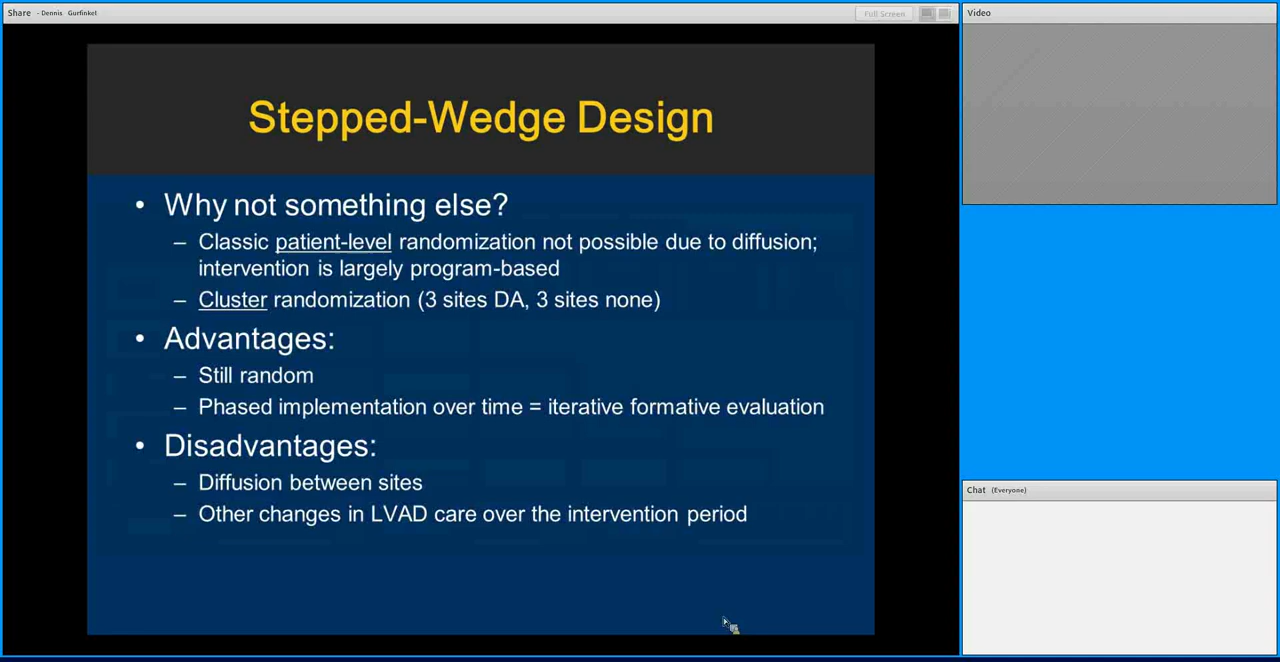 Share - Dennis Gurfinkel
Full Screen
Video
Stepped-Wedge Design
• Why not something else?
– Classic patient-level randomization not possible due to diffusion;
intervention is largely program-based
– Cluster randomization (3 sites DA, 3 sites none)
• Advantages:
– Still random
– Phased implementation over time = iterative formative evaluation
• Disadvantages:
– Diffusion between sites
– Other changes in LVAD care over the intervention period
Chat (Everyone)